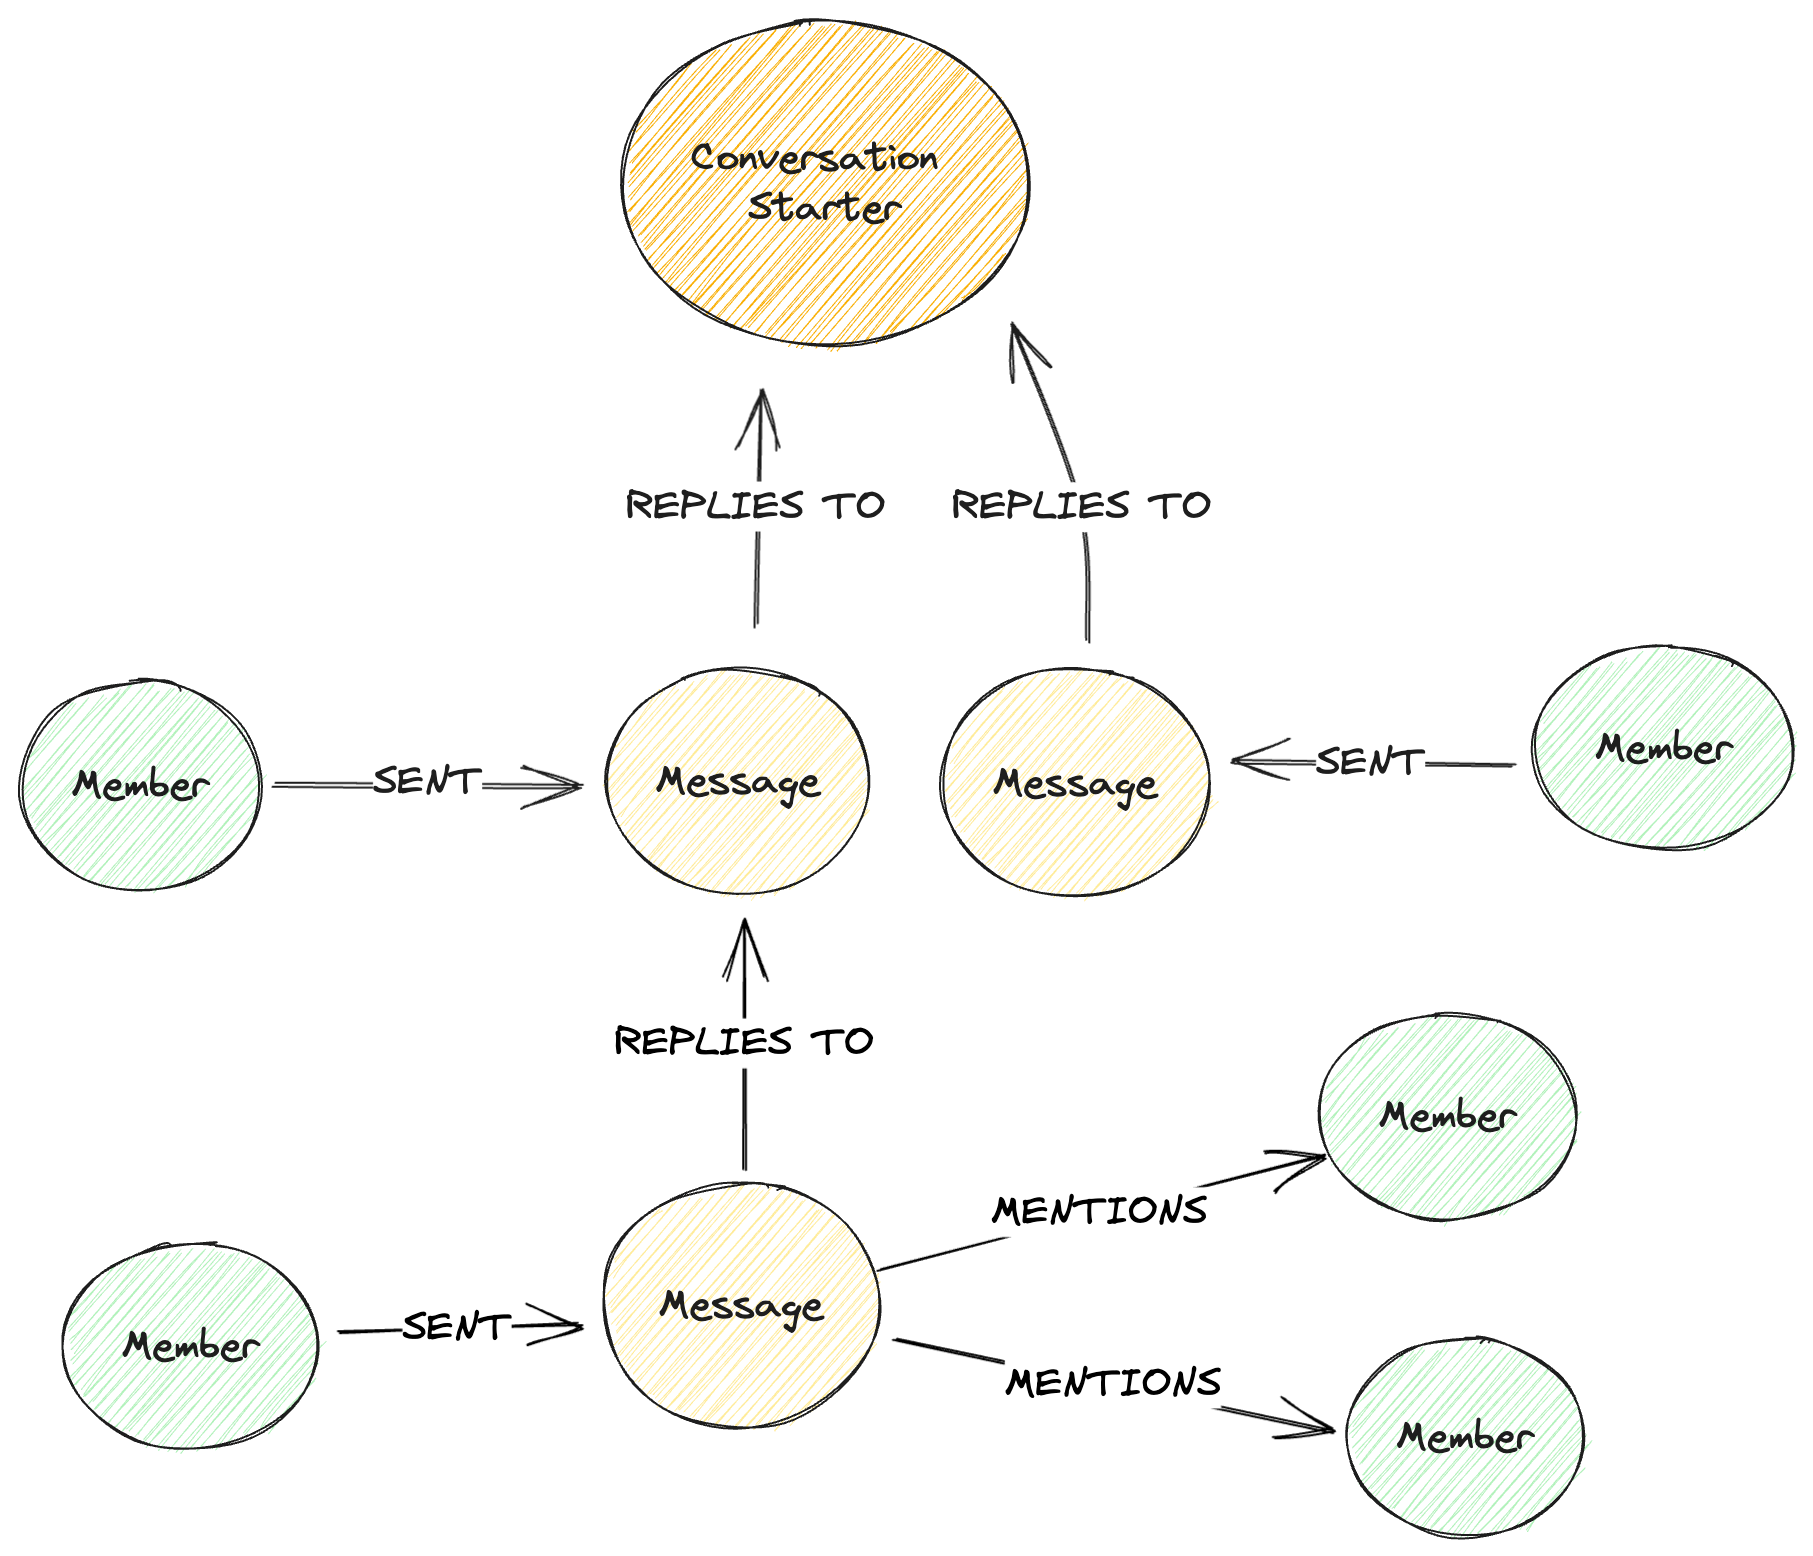 Conversation
Starter
REPLIES TO
REPLIES TO
Member
SENT
Message
Message
SENT
Member
REPLIES TO
Member
MENTIONS
Member
SENT
Message
MENTIONS
Member